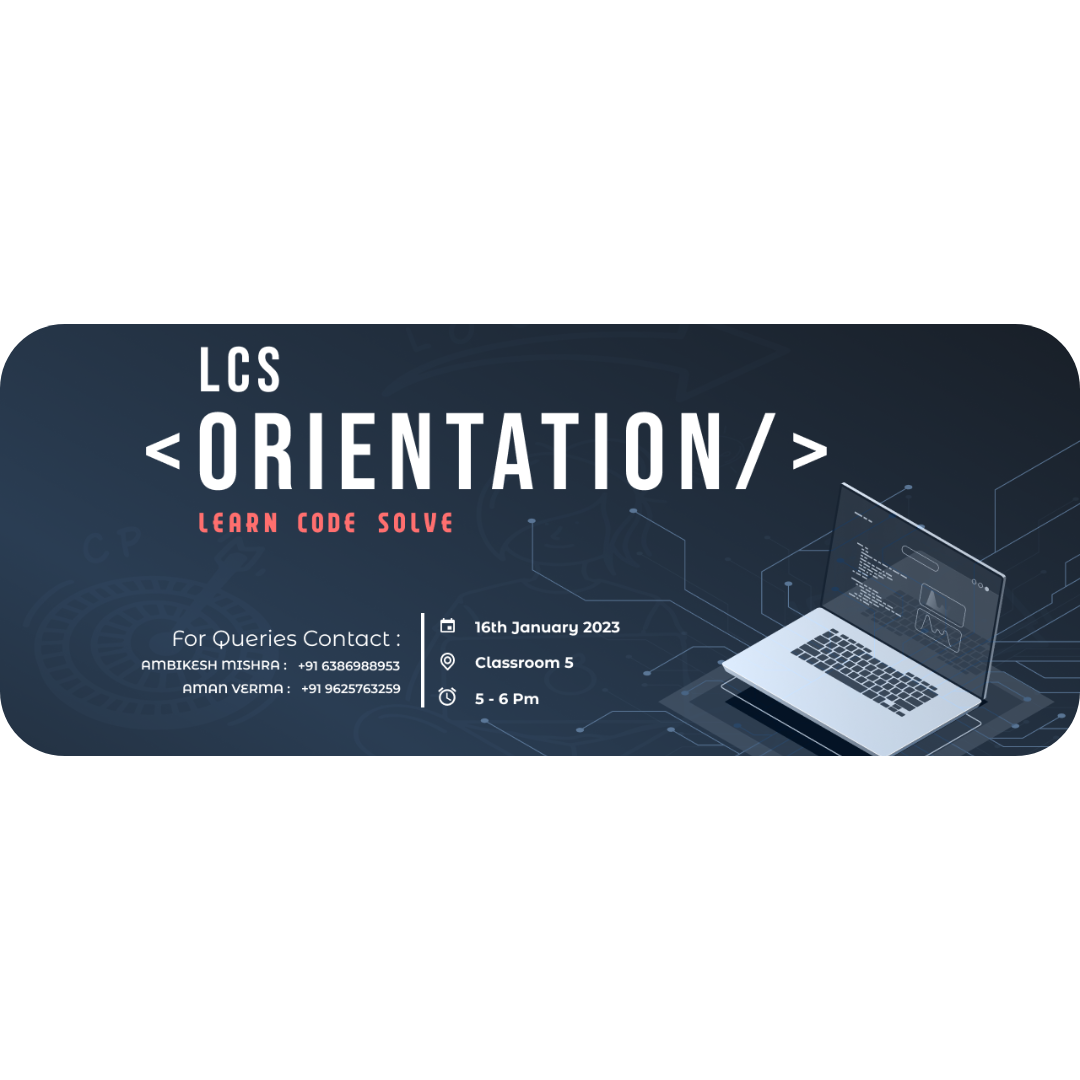 LCS
<ORIENTATION/>
LEARN CODE SOLVE
For Queries Contact :
AMBIKESH MISHRA : +91 6386988953
AMAN VERMA : +91 9625763259
16th January 2023
Classroom 5
5 - 6 Pm
CP